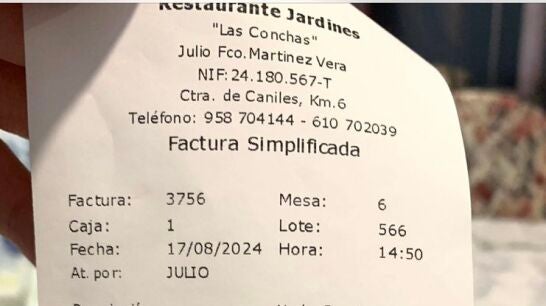 Restaurante Jardines
"Las Conchas"
Julio Fco.Martinez Vera
NIF:24.180.567-T
Ctra. de Caniles, Km.6
Teléfono: 958 704144 - 610 702039
Factura Simplificada
Factura: 3756 Mesa: 6
Caja: 1 Lote: 566
Fecha: 17/08/2024 Hora: 14:50
At. por: JULIO